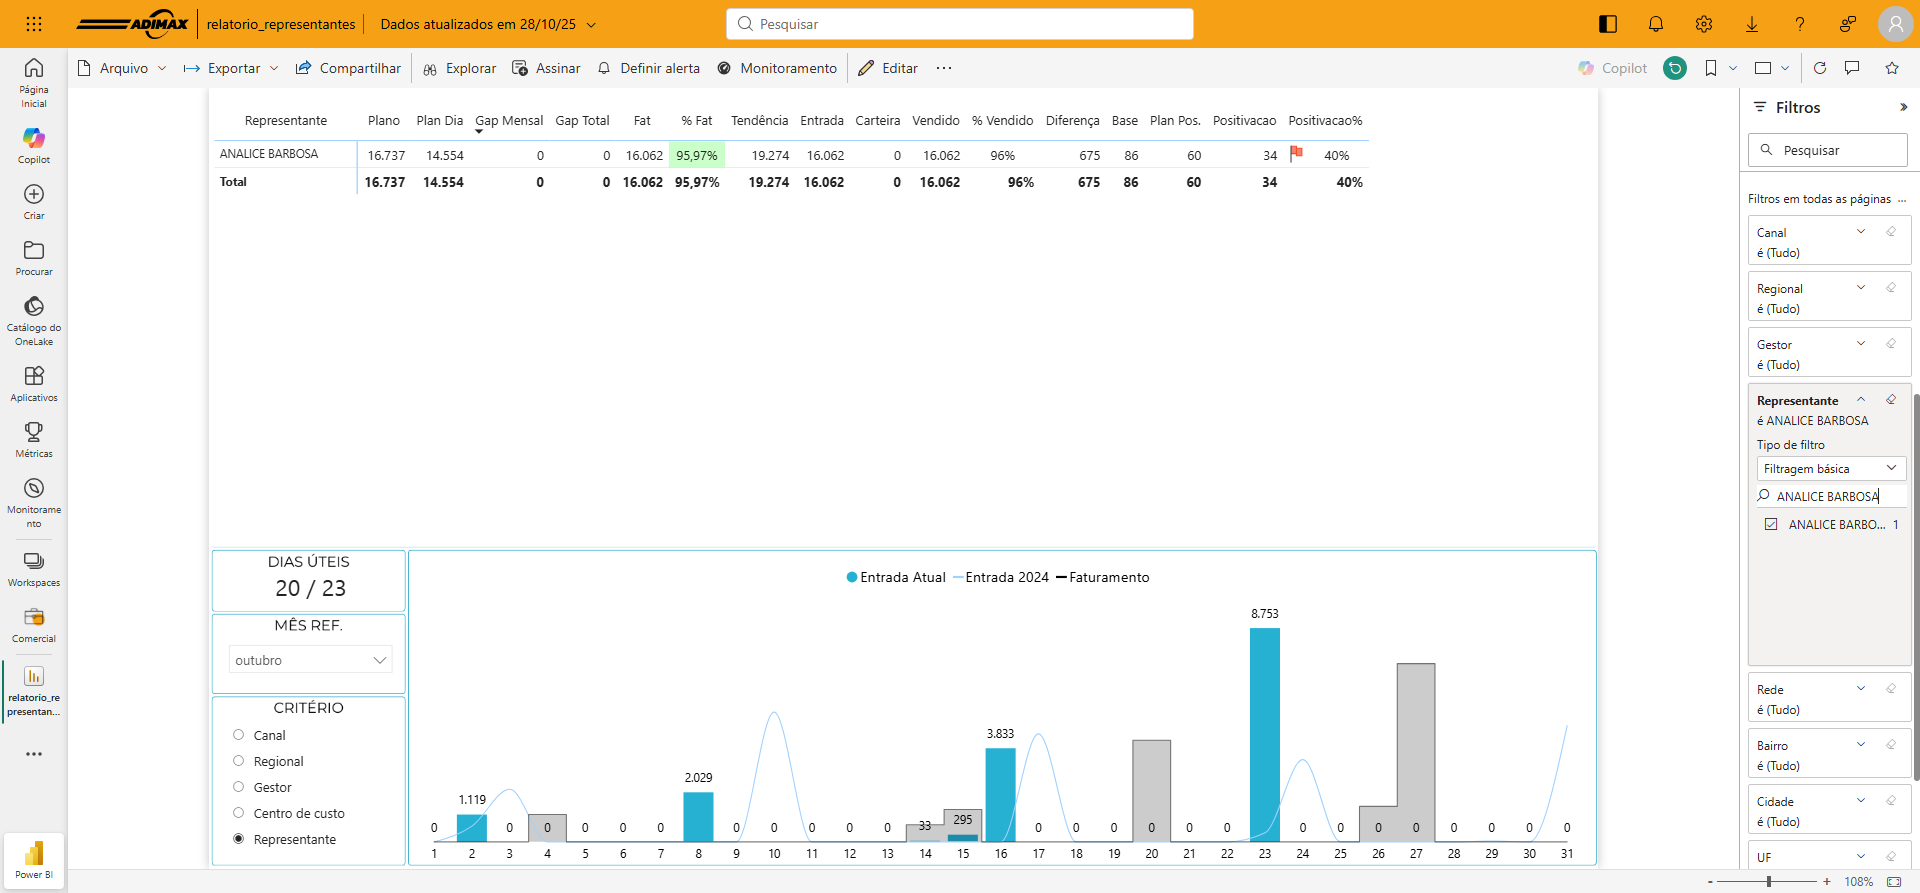 ADIMAX
relatorio_representantes
Dados atualizados em 28/10/25
Pesquisar
Arquivo
Exportar
Compartilhar
Explorar
Assinar
Definir alerta
Monitoramento
Editar
Copilot
Página
Inicial
Copilot
Criar
Procurar
Catálogo do
OneLake
Aplicativos
Métricas
Monitorame
nto
Workspaces
Comercial
relatorio_re
presentan...
Power BI
Representante Plano Plan Dia Gap Mensal Gap Total Fat % Fat Tendência Entrada Carteira Vendido % Vendido Diferença Base Plan Pos. Positivacao Positivacao%
ANALICE BARBOSA 16.737 14.554 0 0 16.062 95,97% 19.274 16.062 0 16.062 96% 675 86 60 34 40%
Total 16.737 14.554 0 0 16.062 95,97% 19.274 16.062 0 16.062 96% 675 86 60 34 40%
DIAS ÚTEIS
20 / 23
MÊS REF.
outubro
CRITÉRIO
Canal
Regional
Gestor
Centro de custo
Representante
Entrada Atual Entrada 2024 Faturamento
0 1.119 0 0 0 0 0 2.029 0 0 0 0 0 33 295 3.833 0 0 0 0 0 0 8.753 0 0 0 0 0 0 0 0
1 2 3 4 5 6 7 8 9 10 11 12 13 14 15 16 17 18 19 20 21 22 23 24 25 26 27 28 29 30 31
Filtros
Pesquisar
Filtros em todas as páginas ...
Canal
é (Tudo)
Regional
é (Tudo)
Gestor
é (Tudo)
Representante
é ANALICE BARBOSA
Tipo de filtro
Filtragem básica
ANALICE BARBOSA
ANALICE BARBO... 1
Rede
é (Tudo)
Bairro
é (Tudo)
Cidade
é (Tudo)
UF
- + 108%